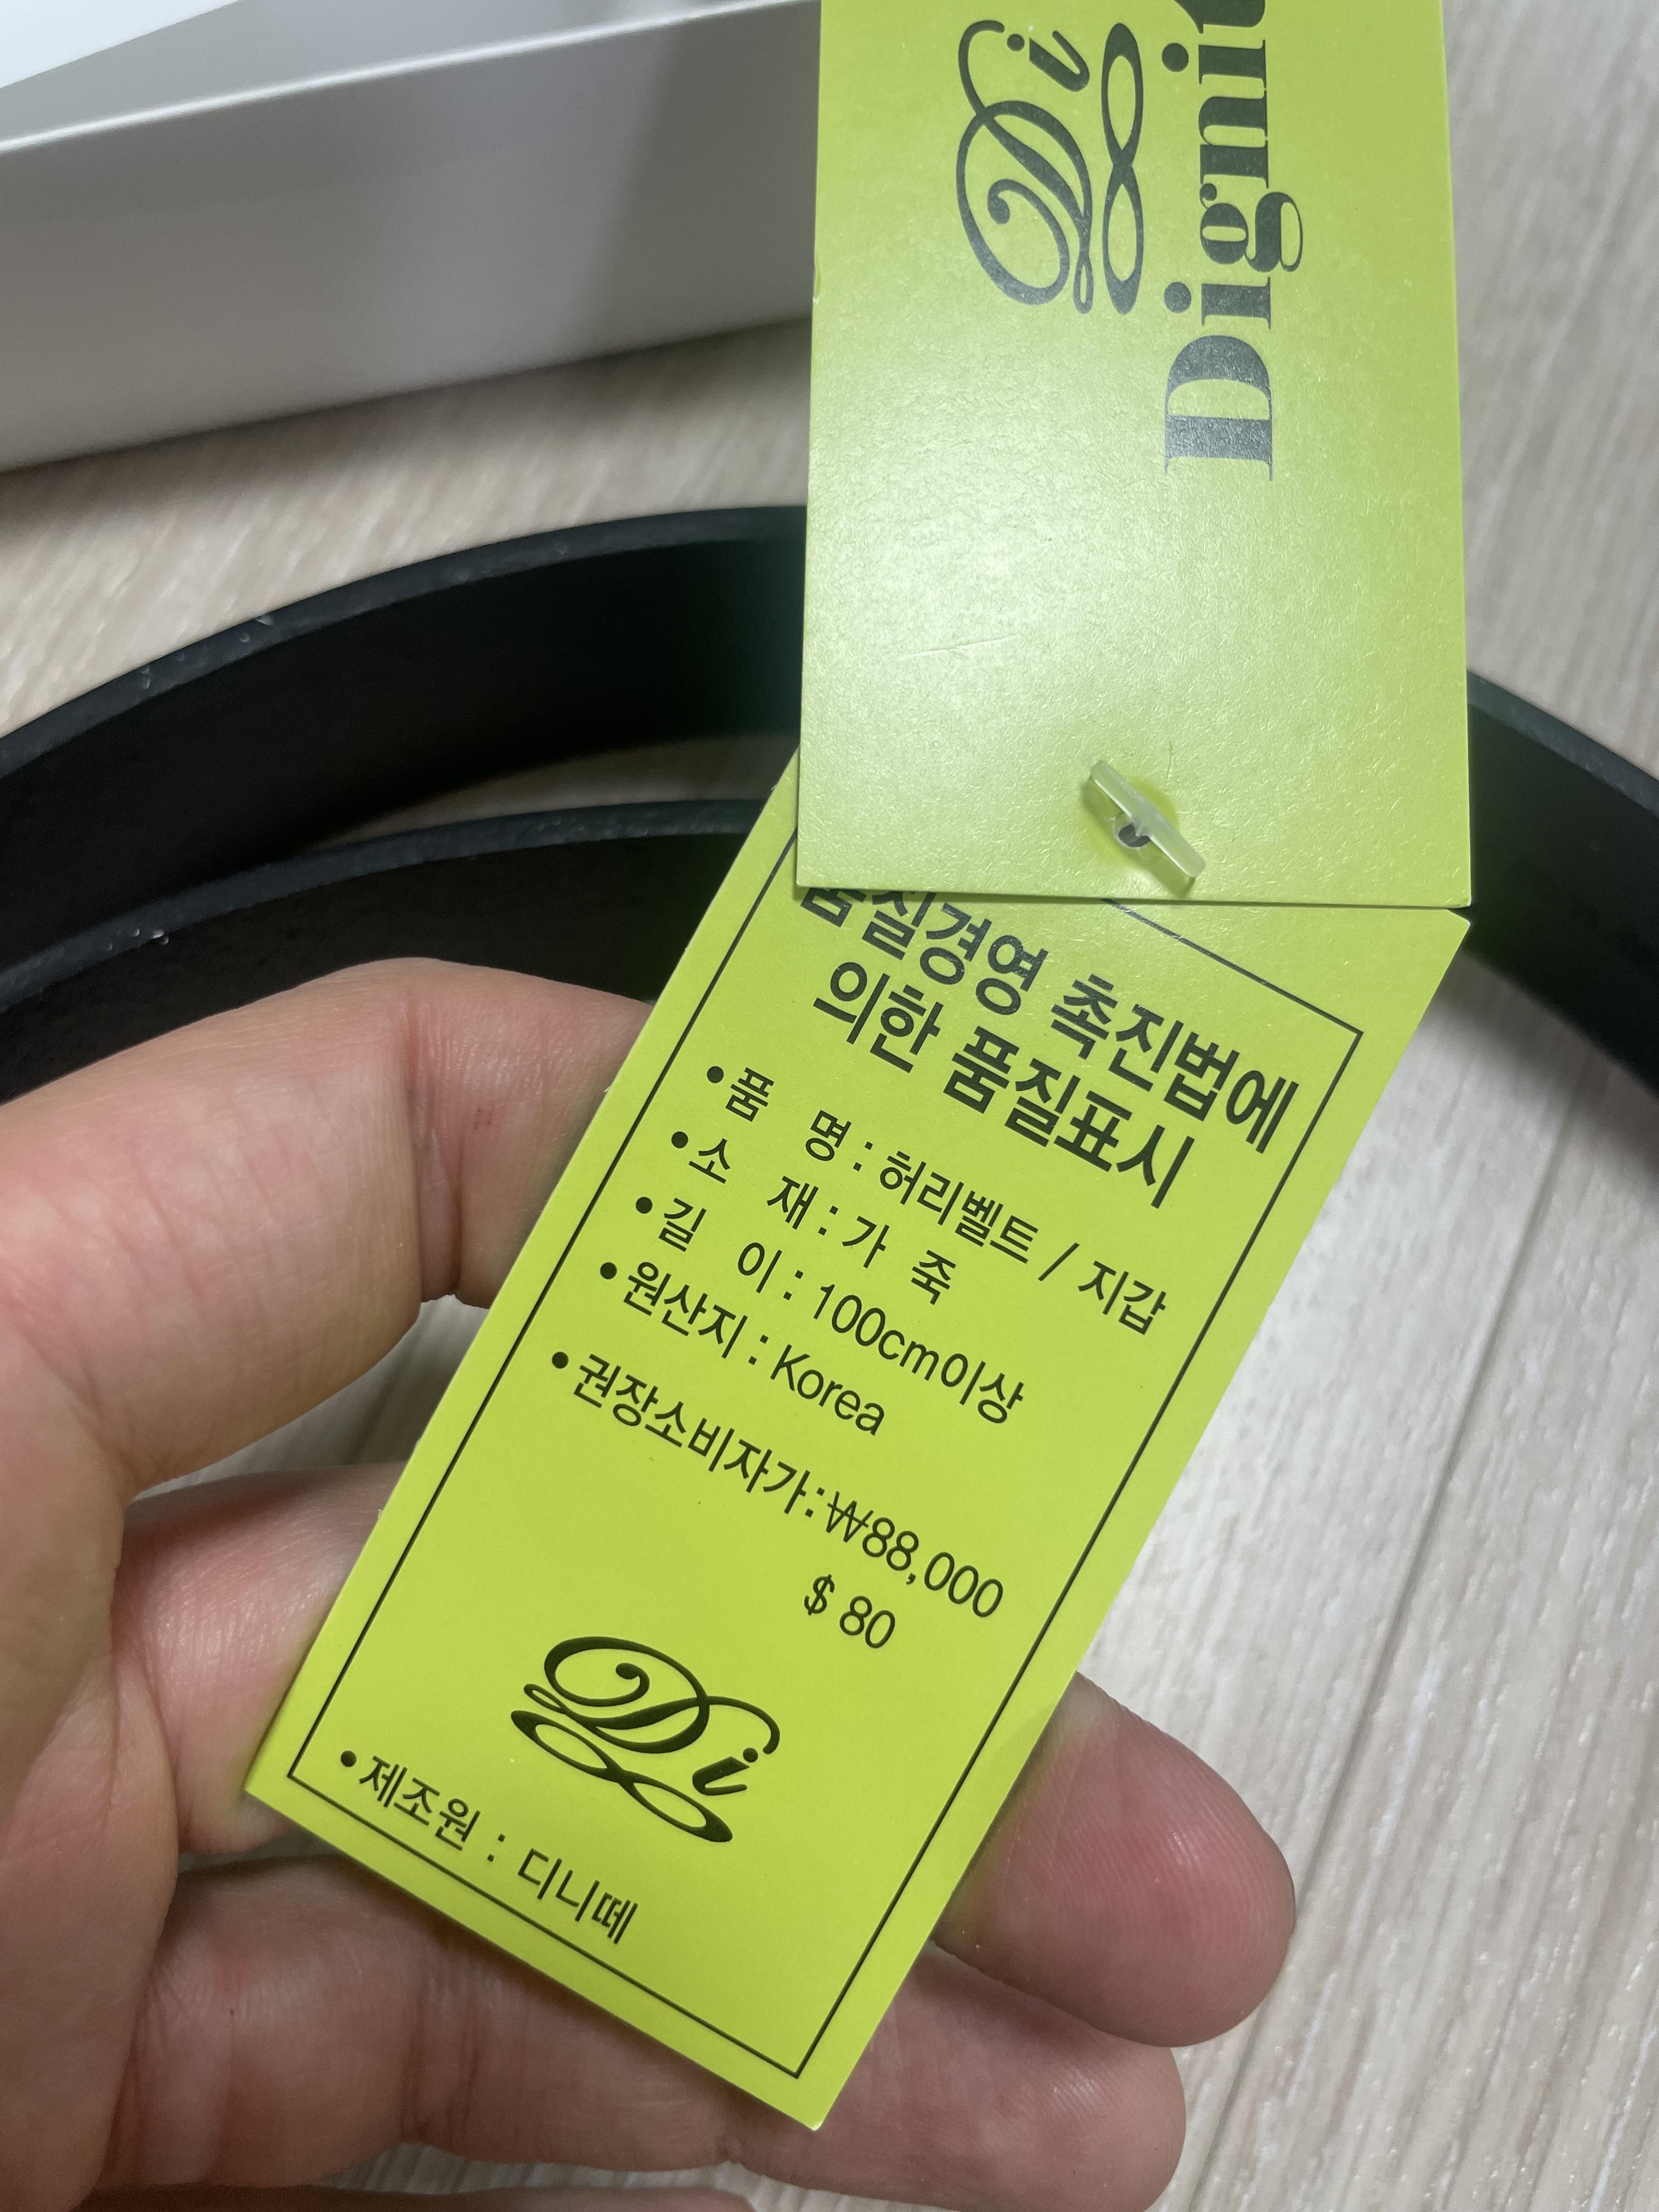 Di
품질경영 촉진법에
의한 품질표시
•품 명 : 허리벨트 / 지갑
•소 재 : 가 죽
•길 이 : 100cm이상
•원산지 : Korea
•권장소비자가:₩88,000
$ 80
Di
•제조원 : 디니떼